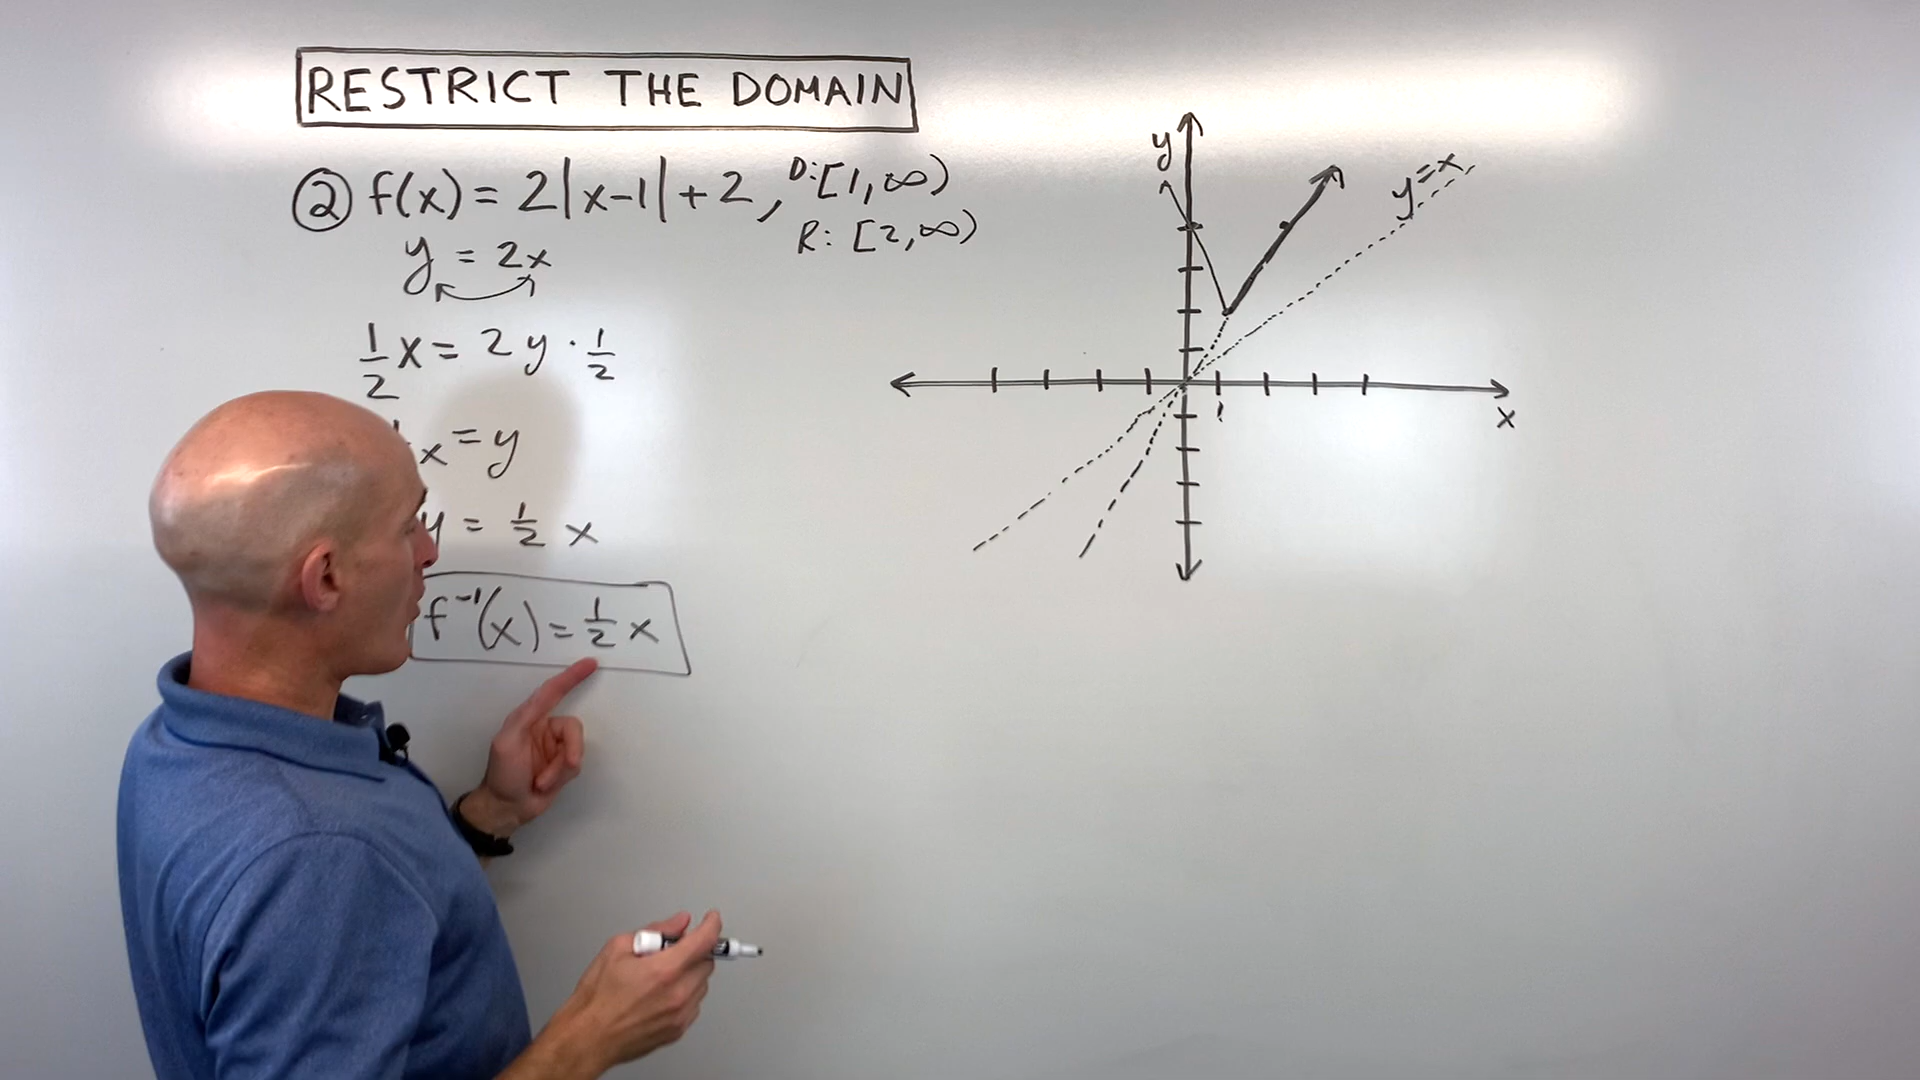 RESTRICT THE DOMAIN
② f(x) = 2|x-1| + 2, D: [1, ∞)
R: [2, ∞)
y = 2x
1/2 x = 2y · 1/2
x = y
y = 1/2 x
f⁻¹(x) = 1/2 x
y
y=x
1
x